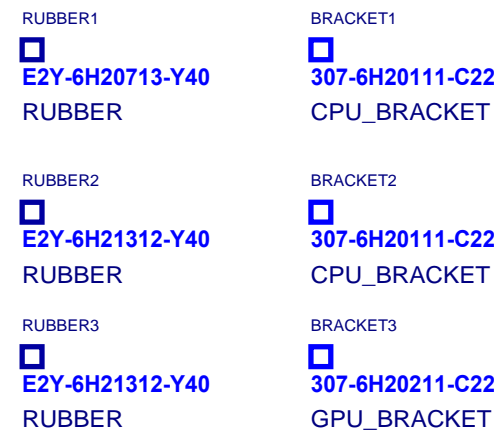 RUBBER1
E2Y-6H20713-Y40
RUBBER
BRACKET1
307-6H20111-C22
CPU_BRACKET
RUBBER2
E2Y-6H21312-Y40
RUBBER
BRACKET2
307-6H20111-C22
CPU_BRACKET
RUBBER3
E2Y-6H21312-Y40
RUBBER
BRACKET3
307-6H20211-C22
GPU_BRACKET